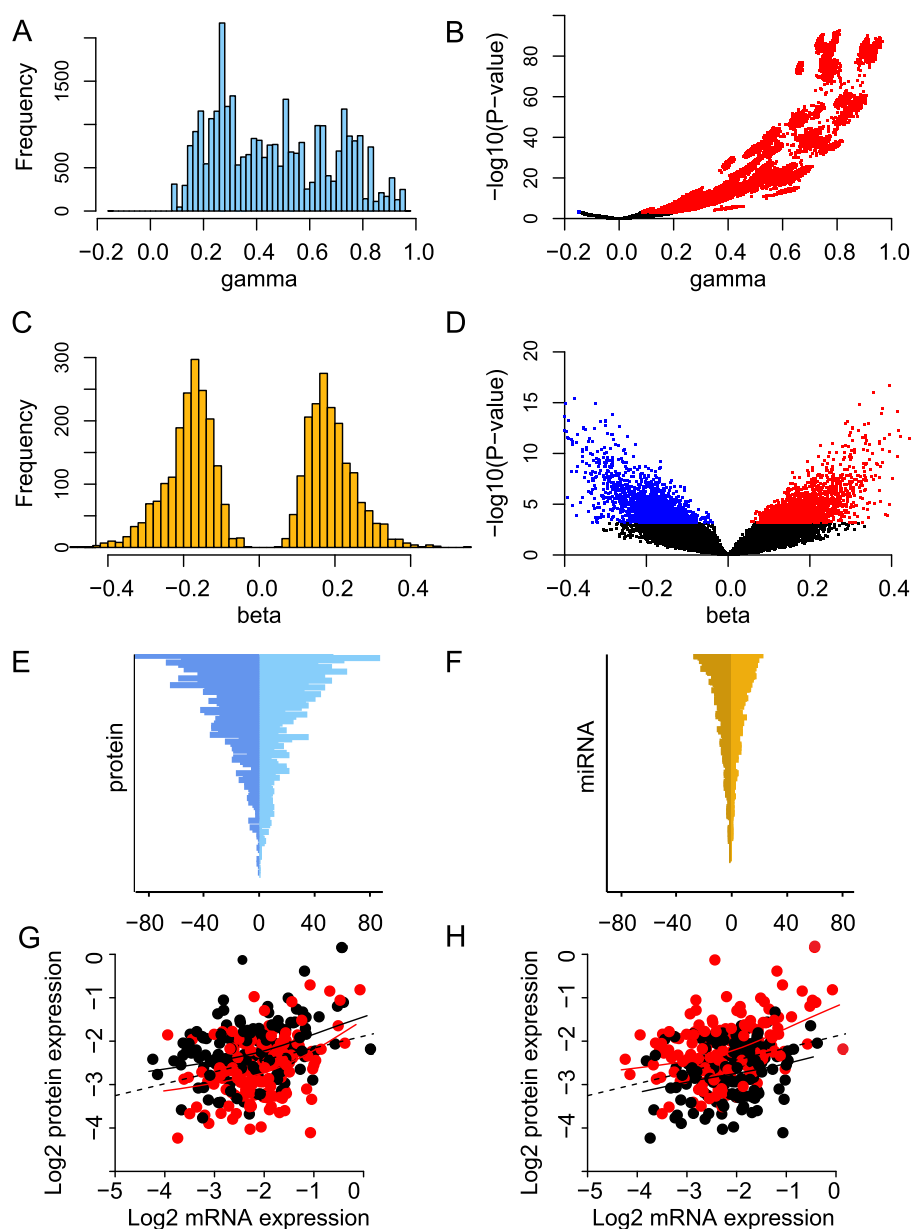 A
Frequency
0
500
1500
−0.2 0.0 0.2 0.4 0.6 0.8 1.0
gamma
B
−log10(P-value)
0
20
40
60
80
100
−0.2 0.0 0.2 0.4 0.6 0.8 1.0
gamma
C
Frequency
0
100
200
300
−0.4 −0.2 0.0 0.2 0.4
beta
D
−log10(P-value)
0
5
10
15
20
−0.4 −0.2 0.0 0.2 0.4
beta
E
protein
−80 −40 0 40 80
F
miRNA
−80 −40 0 40 80
G
Log2 protein expression
−4
−3
−2
−1
0
−5 −4 −3 −2 −1 0
Log2 mRNA expression
H
Log2 protein expression
−4
−3
−2
−1
0
−5 −4 −3 −2 −1 0
Log2 mRNA expression